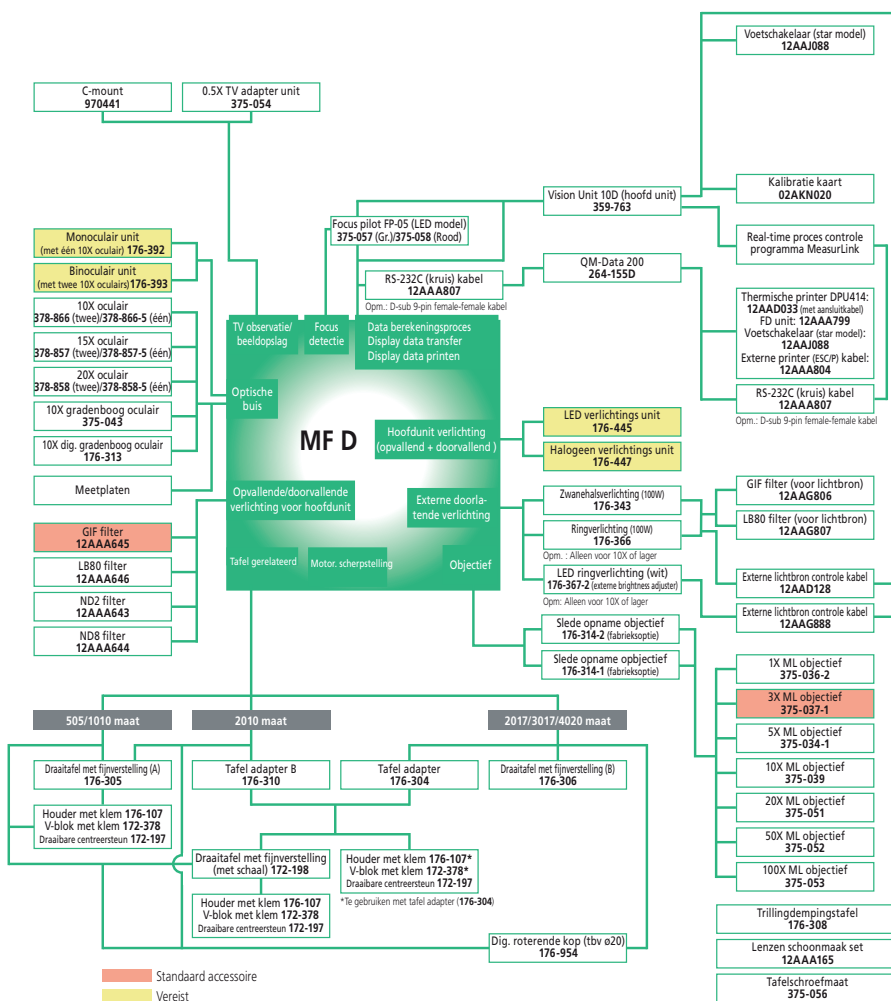 Voetschakelaar (star model)
12AAJ088
C-mount
970441
0.5X TV adapter unit
375-054
Kalibratie kaart
02AKN020
Vision Unit 10D (hoofd unit)
359-763
Focus pilot FP-05 (LED model)
375-057 (Gr.)/375-058 (Rood)
Real-time proces controle
programma MeasurLink
Monoculair unit
(met één 10X oculair) 176-392
Binoculair unit
(met twee 10X oculairs)176-393
RS-232C (kruis) kabel
12AAA807
Opm.: D-sub 9-pin female-female kabel
QM-Data 200
264-155D
10X oculair
378-866 (twee)/378-866-5 (één)
15X oculair
378-857 (twee)/378-857-5 (één)
20X oculair
378-858 (twee)/378-858-5 (één)
10X gradenboog oculair
375-043
10X dig. gradenboog oculair
176-313
Meetplaten
Thermische printer DPU414:
12AAD033 (met aansluitkabel)
FD unit: 12AAA799
Voetschakelaar (star model):
12AAJ088
Externe printer (ESC/P) kabel:
12AAA804
RS-232C (kruis) kabel
12AAA807
Opm.: D-sub 9-pin female-female kabel
TV observatie/
beeldopslag
Focus
detectie
Data berekeningsproces
Display data transfer
Display data printen
Optische
buis
MF D
Hoofdunit verlichting
(opvallend + doorvallend )
LED verlichtings unit
176-445
Halogeen verlichtings unit
176-447
Opvallende/doorvallende
verlichting voor hoofdunit
Externe doorla-
tende verlichting
Tafel gerelateerd
Motor. scherpstelling
Objectief
GIF filter
12AAA645
LB80 filter
12AAA646
ND2 filter
12AAA643
ND8 filter
12AAA644
Zwanehalsverlichting (100W)
176-343
Ringverlichting (100W)
176-366
Opm. : Alleen voor 10X of lager
LED ringverlichting (wit)
176-367-2 (externe brightness adjuster)
Opm: Alleen voor 10X of lager
GIF filter (voor lichtbron)
12AAG806
LB80 filter (voor lichtbron)
12AAG807
Externe lichtbron controle kabel
12AAD128
Externe lichtbron controle kabel
12AAG888
Slede opname objectief
176-314-2 (fabrieksoptie)
Slede opname opbjectief
176-314-1 (fabrieksoptie)
1X ML objectief
375-036-2
3X ML objectief
375-037-1
5X ML objectief
375-034-1
10X ML objectief
375-039
20X ML objectief
375-051
50X ML objectief
375-052
100X ML objectief
375-053
505/1010 maat
2010 maat
2017/3017/4020 maat
Draaitafel met fijnverstelling (A)
176-305
Tafel adapter B
176-310
Tafel adapter
176-304
Draaitafel met fijnverstelling (B)
176-306
Houder met klem 176-107
V-blok met klem 172-378
Draaibare centreersteun 172-197
Draaitafel met fijnverstelling
(met schaal) 172-198
Houder met klem 176-107*
V-blok met klem 172-378*
Draaibare centreersteun 172-197
*Te gebruiken met tafel adapter (176-304)
Houder met klem 176-107
V-blok met klem 172-378
Draaibare centreersteun 172-197
Dig. roterende kop (tbv ø20)
176-954
Trillingdempingstafel
176-308
Lenzen schoonmaak set
12AAA165
Tafelschroefmaat
375-056
Standaard accessoire
Vereist